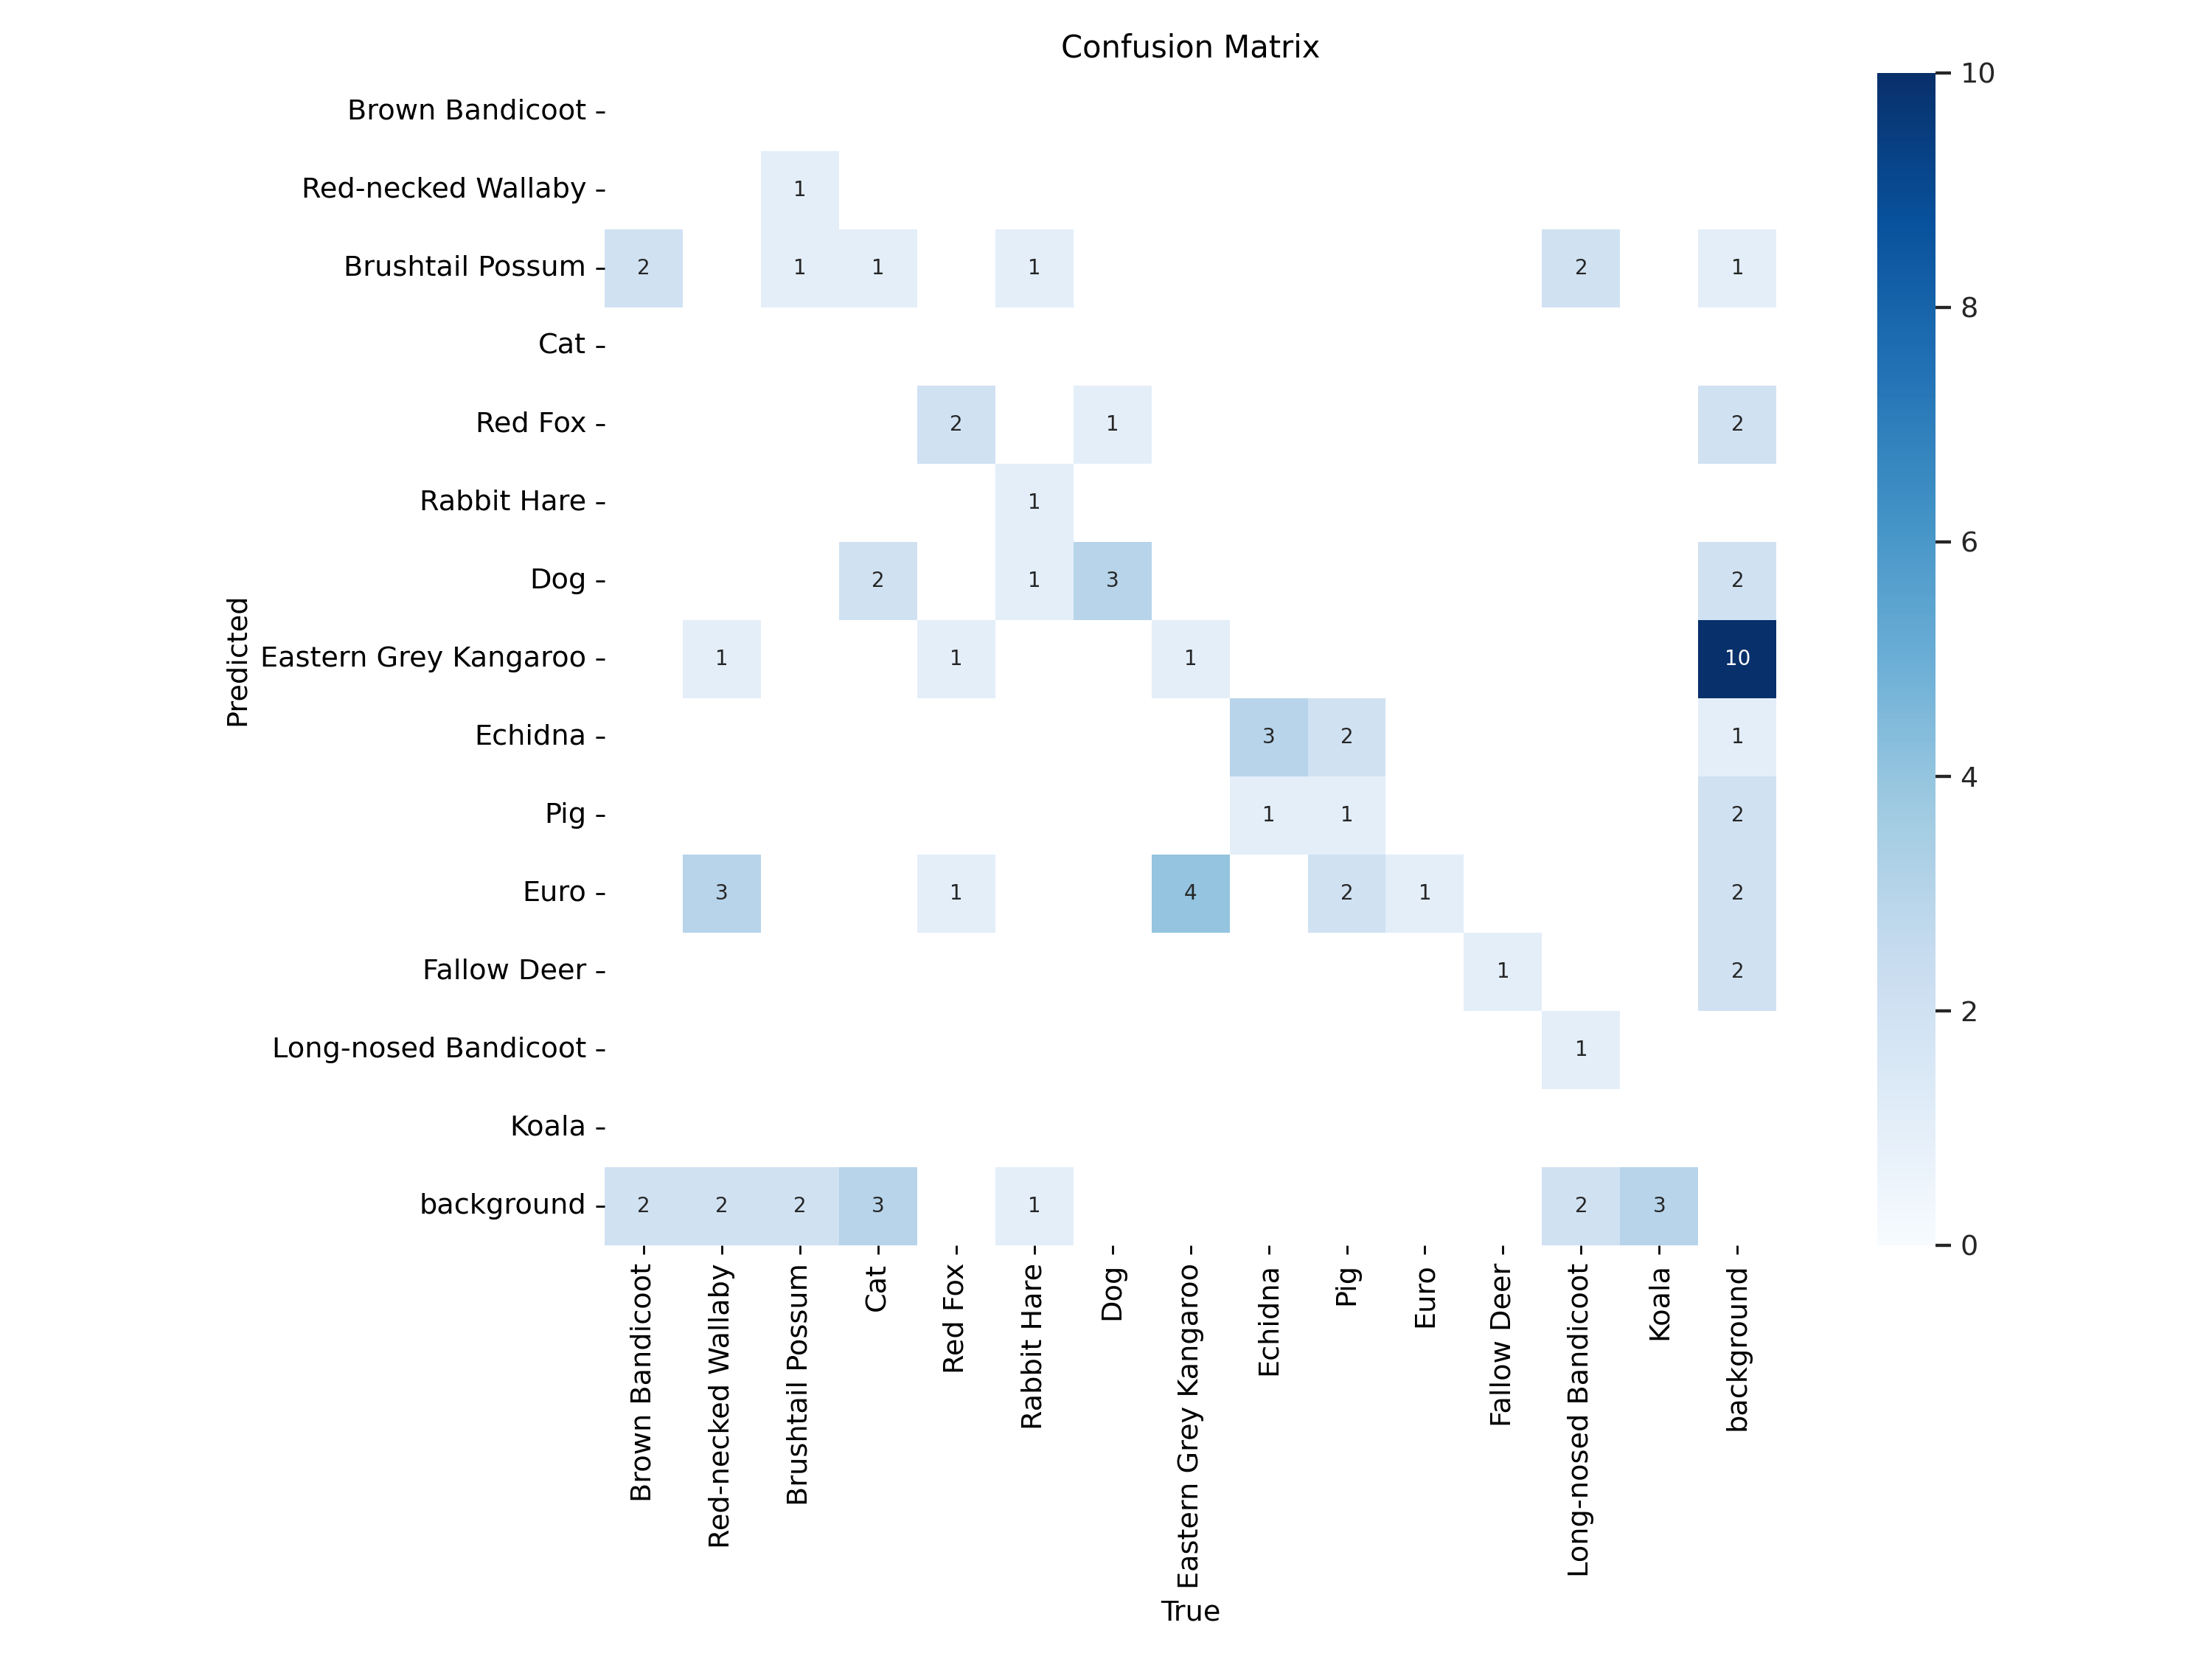 Confusion Matrix
Predicted
Brown Bandicoot
Red-necked Wallaby 1
Brushtail Possum 2 1 1 1 2 1
Cat
Red Fox 2 1 2
Rabbit Hare 1
Dog 2 1 3 2
Eastern Grey Kangaroo 1 1 1 10
Echidna 3 2 1
Pig 1 1 2
Euro 3 1 4 2 1 2
Fallow Deer 1 2
Long-nosed Bandicoot 1
Koala
background 2 2 2 3 1 2 3
Brown Bandicoot
Red-necked Wallaby
Brushtail Possum
Cat
Red Fox
Rabbit Hare
Dog
Eastern Grey Kangaroo
Echidna
Pig
Euro
Fallow Deer
Long-nosed Bandicoot
Koala
background
True
10
8
6
4
2
0